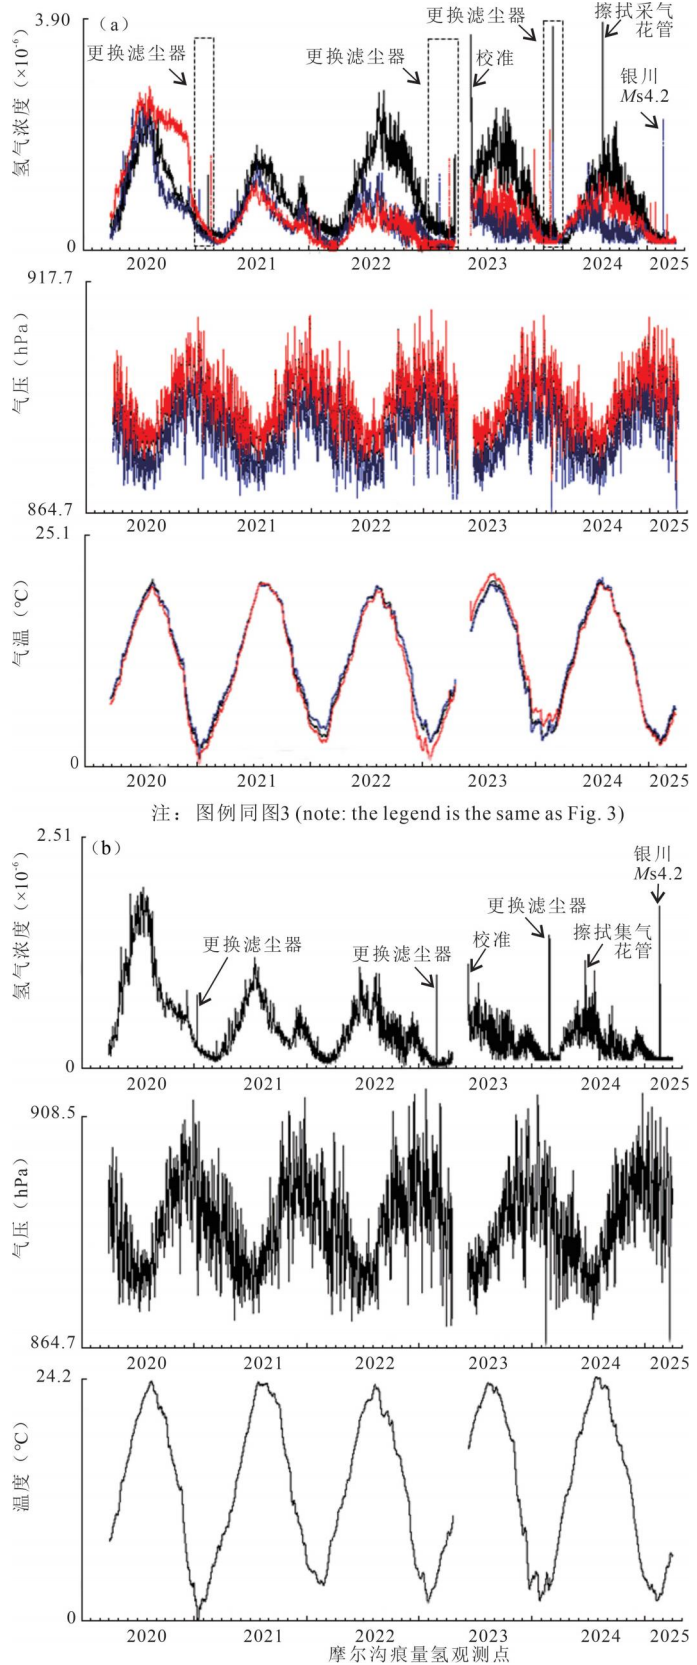 3.90
(a)
更换滤尘器
擦拭采气
花管
更换滤尘器
更换滤尘器
校准
银川
Ms4.2
氢气浓度(×10⁻⁶)
0
2020 2021 2022 2023 2024 2025
917.7
气压(hPa)
864.7
2020 2021 2022 2023 2024 2025
25.1
气温(℃)
0
2020 2021 2022 2023 2024 2025
注：图例同图3 (note: the legend is the same as Fig. 3)
2.51
(b)
银川
Ms4.2
更换滤尘器
更换滤尘器
更换滤尘器
校准
擦拭集气
花管
氢气浓度(×10⁻⁶)
0
2020 2021 2022 2023 2024 2025
908.5
气压(hPa)
864.7
2020 2021 2022 2023 2024 2025
24.2
温度(℃)
0
2020 2021 2022 2023 2024 2025
摩尔沟痕量氢观测点